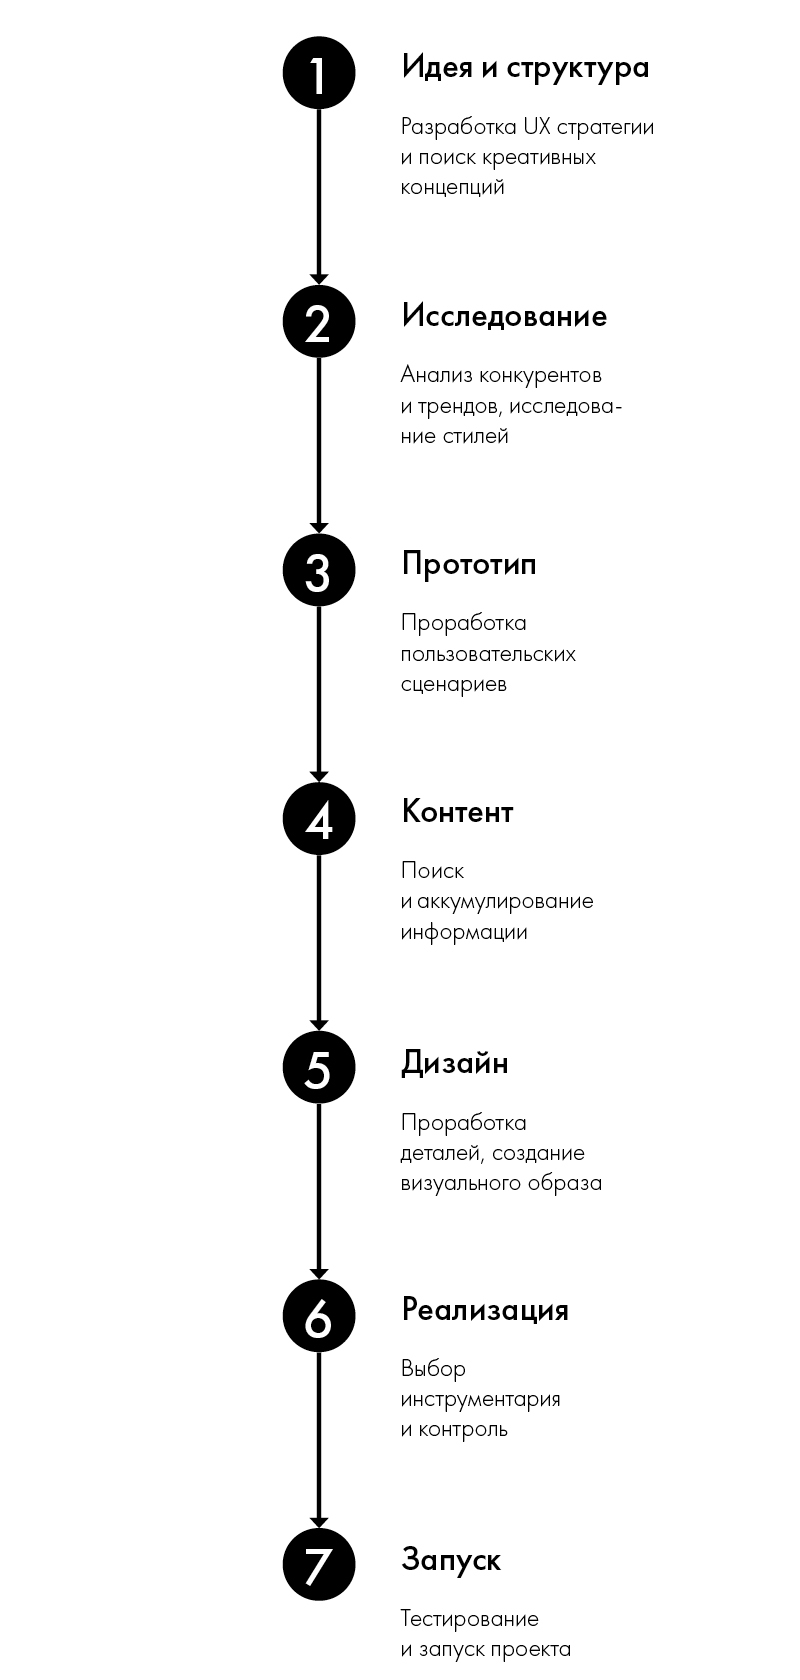 1
Идея и структура
Разработка UX стратегии
и поиск креативных
концепций
2
Исследование
Анализ конкурентов
и трендов, исследова-
ние стилей
3
Прототип
Проработка
пользовательских
сценариев
4
Контент
Поиск
и аккумулирование
информации
5
Дизайн
Проработка
деталей, создание
визуального образа
6
Реализация
Выбор
инструментария
и контроль
7
Запуск
Тестирование
и запуск проекта